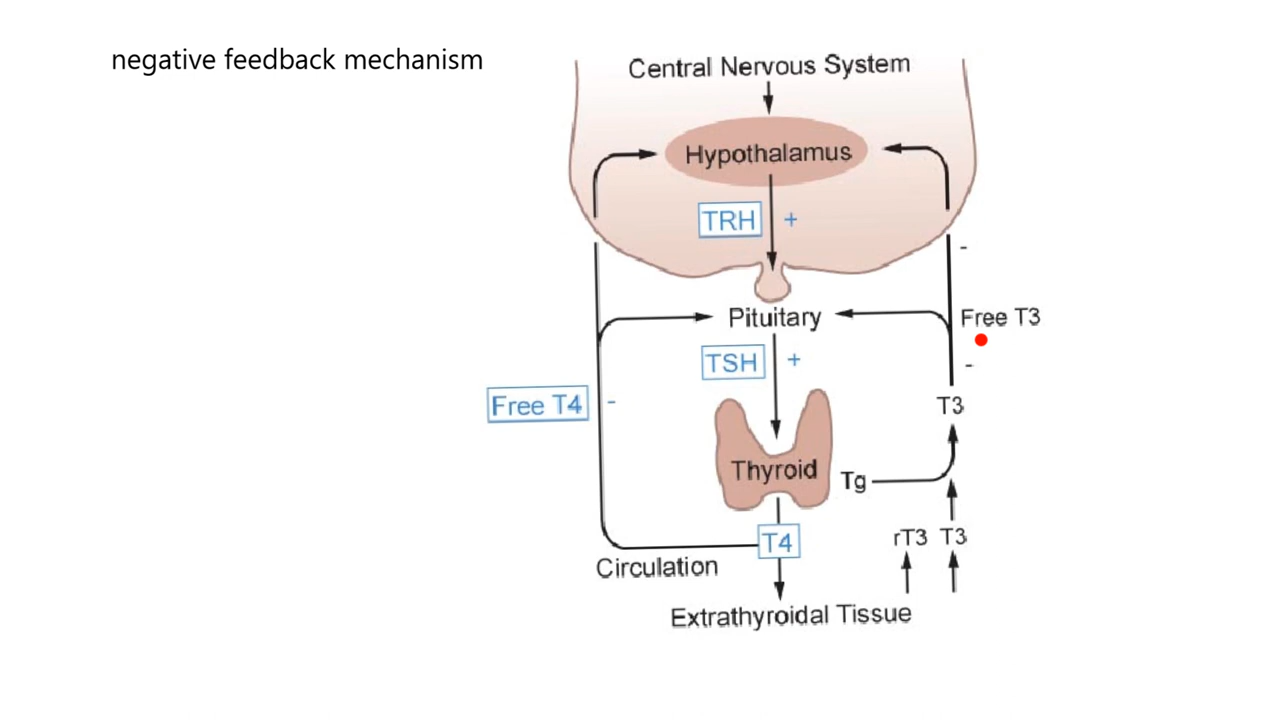 negative feedback mechanism
Central Nervous System
Hypothalamus
TRH +
-
Pituitary
Free T3
TSH +
-
Free T4 -
T3
Thyroid
Tg
T4
rT3 T3
Circulation
Extrathyroidal Tissue